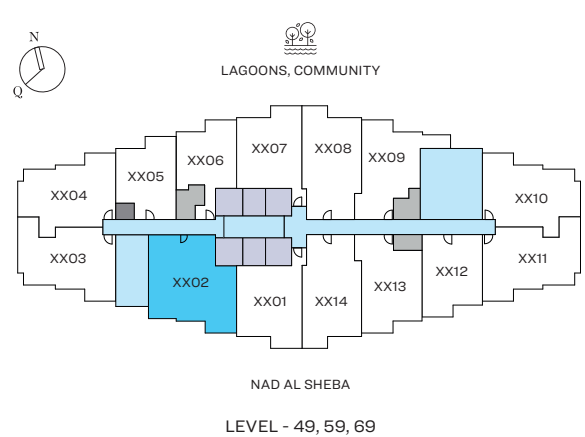 N
Q
LAGOONS, COMMUNITY
XX07 XX08
XX06 XX09
XX05
XX04 XX10
XX03 XX11
XX12
XX02 XX13
XX01 XX14
NAD AL SHEBA
LEVEL - 49, 59, 69